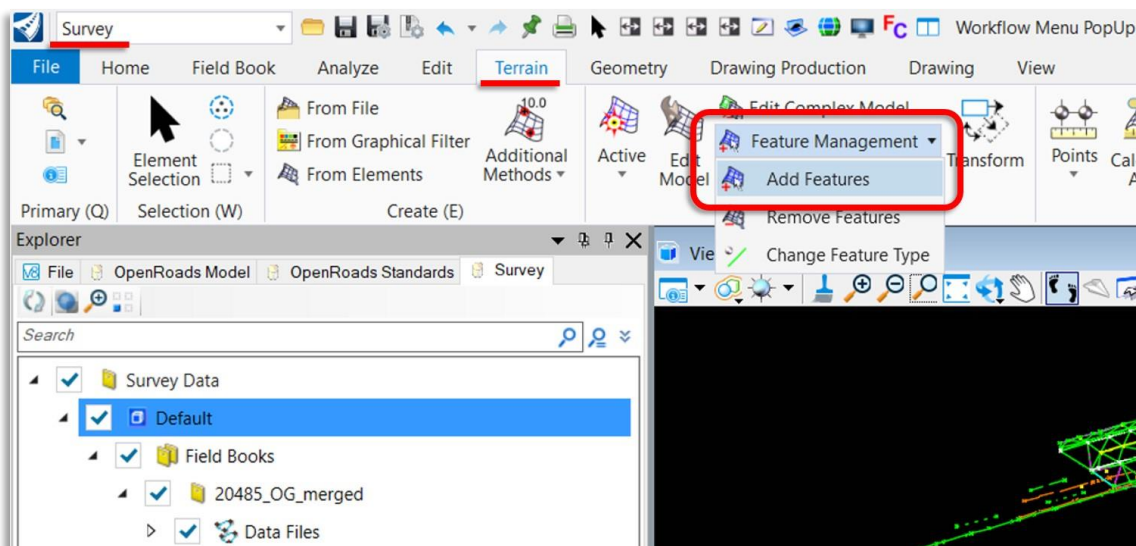 Survey
Workflow Menu PopUp
File Home Field Book Analyze Edit Terrain Geometry Drawing Production Drawing View
From File
From Graphical Filter
From Elements
Element
Selection
10.0
Additional
Methods
Active
Edit
Model
Edit Complex Model
Feature Management
Add Features
Remove Features
Change Feature Type
Transform
Points
Primary (Q) Selection (W) Create (E)
Explorer
File OpenRoads Model OpenRoads Standards Survey
Search
Survey Data
Default
Field Books
20485_OG_merged
Data Files